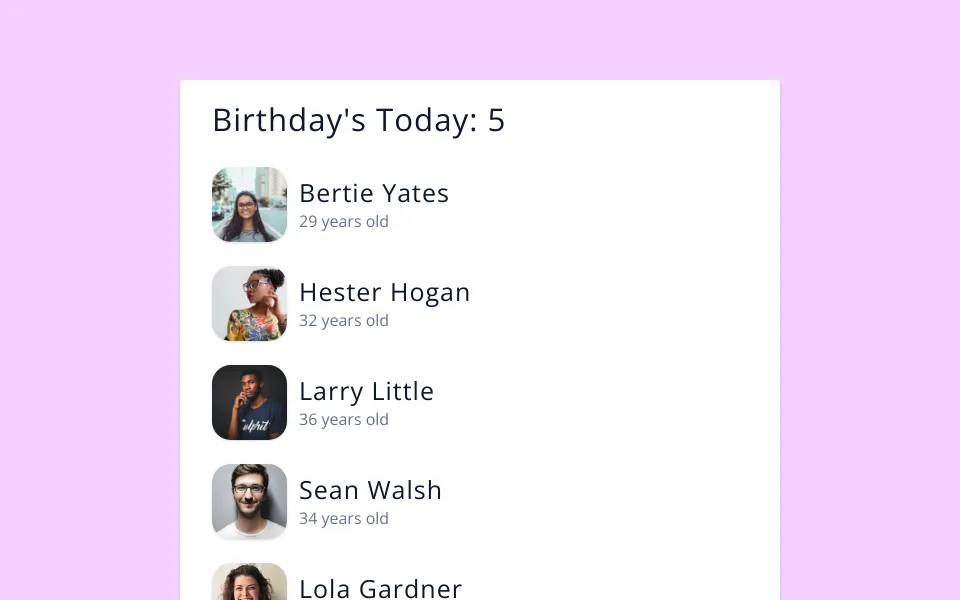 Birthday's Today: 5
Bertie Yates
29 years old
Hester Hogan
32 years old
Larry Little
36 years old
Sean Walsh
34 years old
Lola Gardner